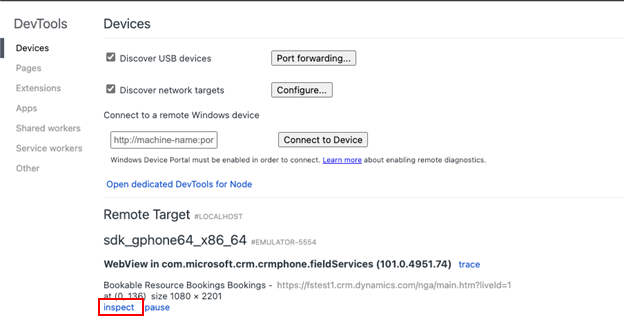 DevTools
Devices
Pages
Extensions
Apps
Shared workers
Service workers
Other
Devices
Discover USB devices
Port forwarding...
Discover network targets
Configure...
Connect to a remote Windows device
http://machine-name:por
Connect to Device
Windows Device Portal must be enabled in order to connect. Learn more about enabling remote diagnostics.
Open dedicated DevTools for Node
Remote Target #LOCALHOST
sdk_gphone64_x86_64 #EMULATOR-5554
WebView in com.microsoft.crm.crmphone.fieldServices (101.0.4951.74) trace
Bookable Resource Bookings Bookings - https://fstest1.crm.dynamics.com/nga/main.htm?liveId=1
at (0, 136) size 1080 × 2201
inspect pause